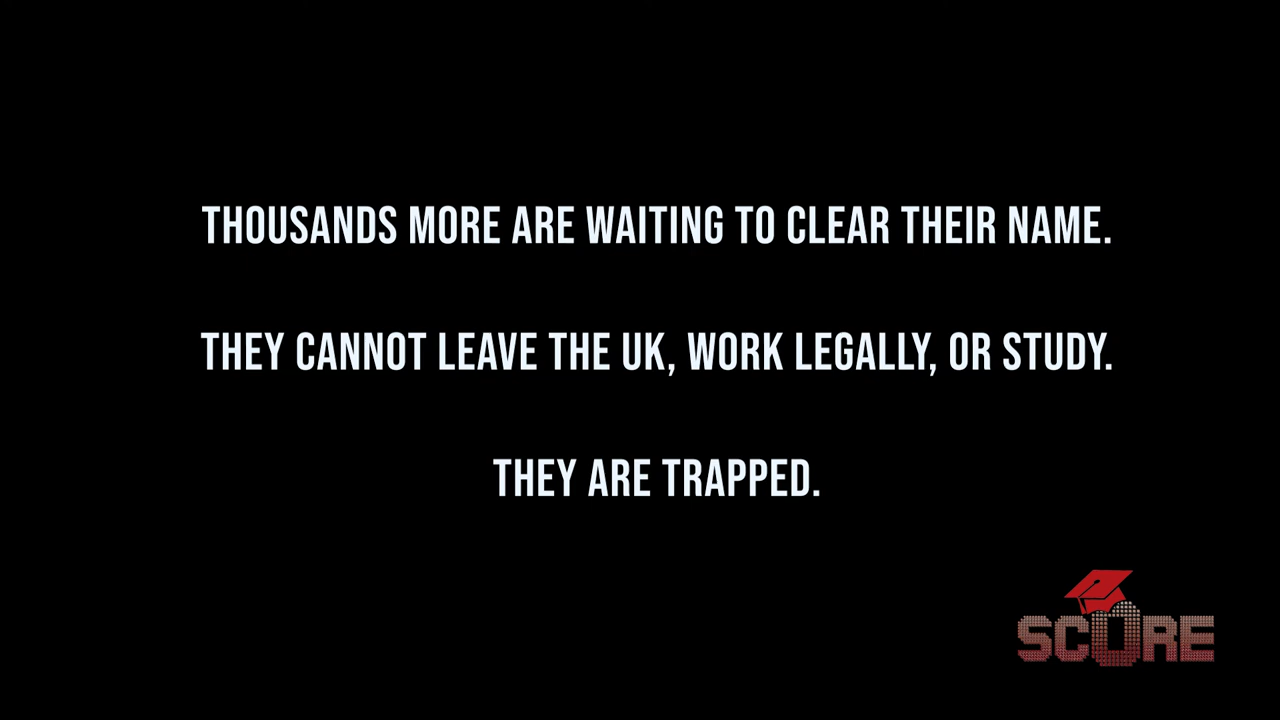 THOUSANDS MORE ARE WAITING TO CLEAR THEIR NAME.
THEY CANNOT LEAVE THE UK, WORK LEGALLY, OR STUDY.
THEY ARE TRAPPED.
SCORE